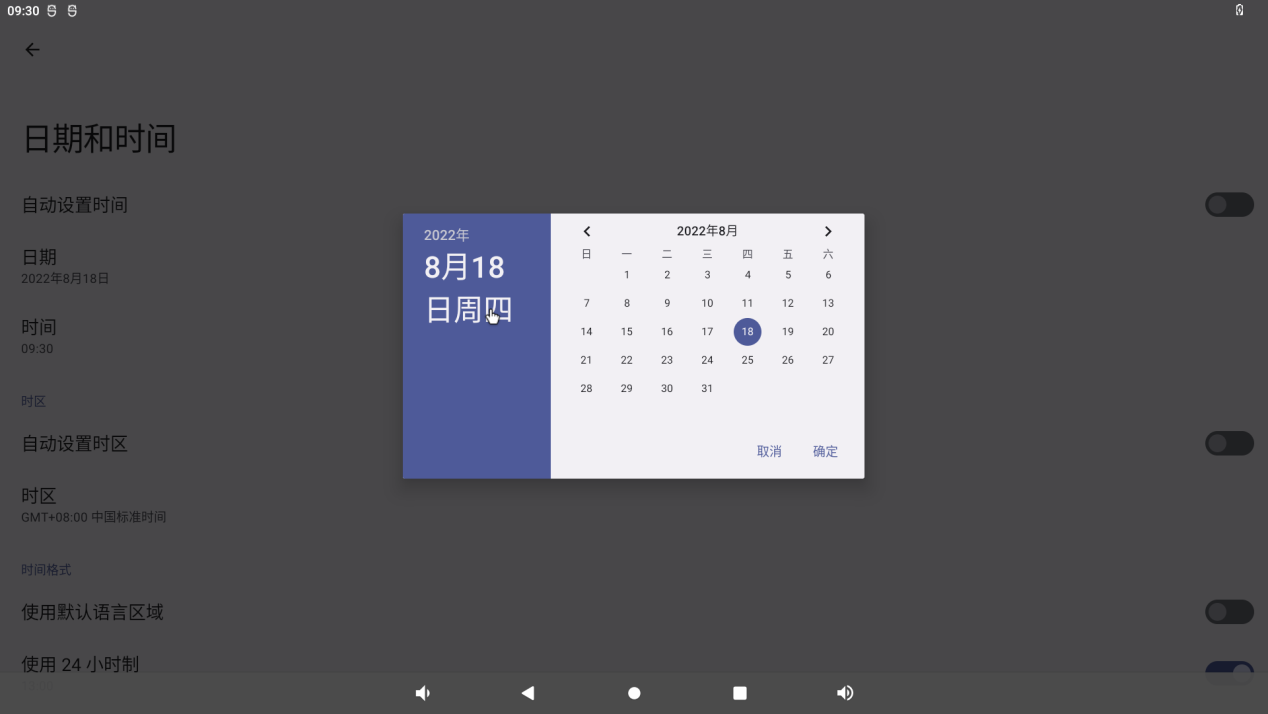 09:30
日期和时间
自动设置时间
日期
2022年8月18日
时间
09:30
时区
自动设置时区
时区
GMT+08:00 中国标准时间
时间格式
使用默认语言区域
使用 24 小时制
2022年
8月18
日周四
2022年8月
日 一 二 三 四 五 六
1 2 3 4 5 6
7 8 9 10 11 12 13
14 15 16 17 18 19 20
21 22 23 24 25 26 27
28 29 30 31
取消 确定